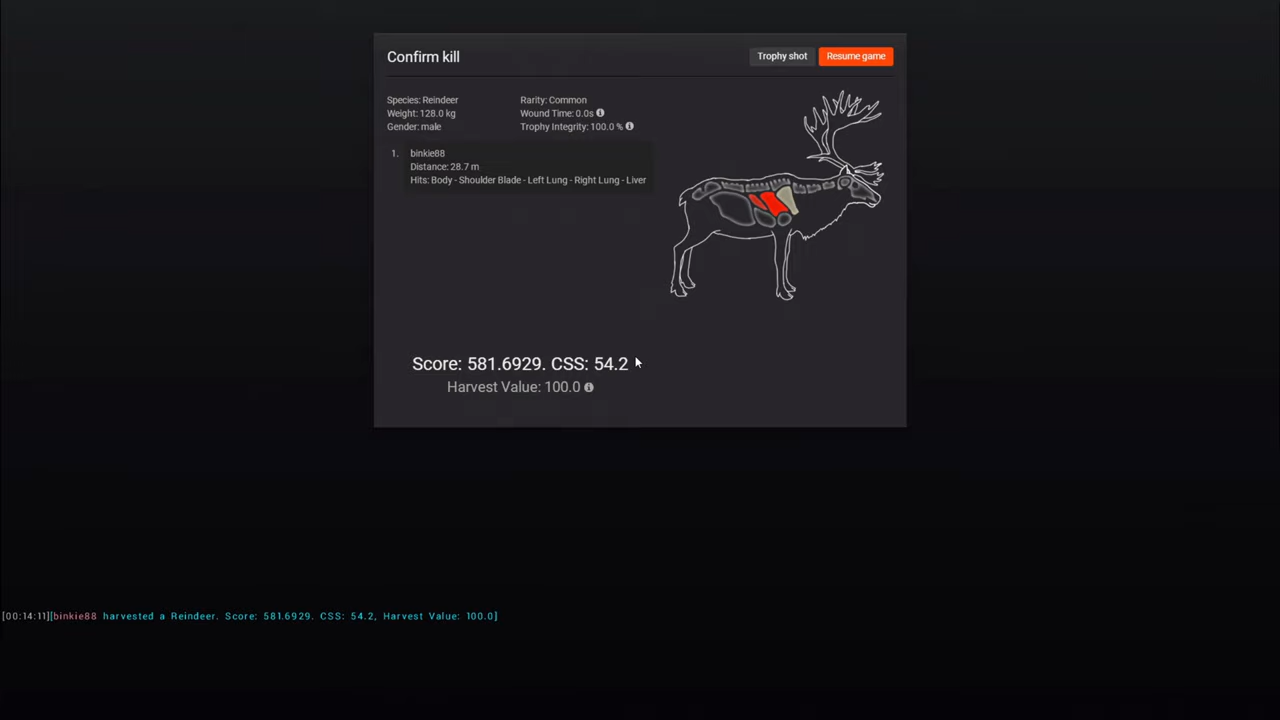 Confirm kill
Trophy shot
Resume game
Species: Reindeer
Weight: 128.0 kg
Gender: male
Rarity: Common
Wound Time: 0.0s
Trophy Integrity: 100.0 %
1. binkie88
Distance: 28.7 m
Hits: Body - Shoulder Blade - Left Lung - Right Lung - Liver
Score: 581.6929. CSS: 54.2
Harvest Value: 100.0
[00:14:11][binkie88 harvested a Reindeer. Score: 581.6929. CSS: 54.2, Harvest Value: 100.0]